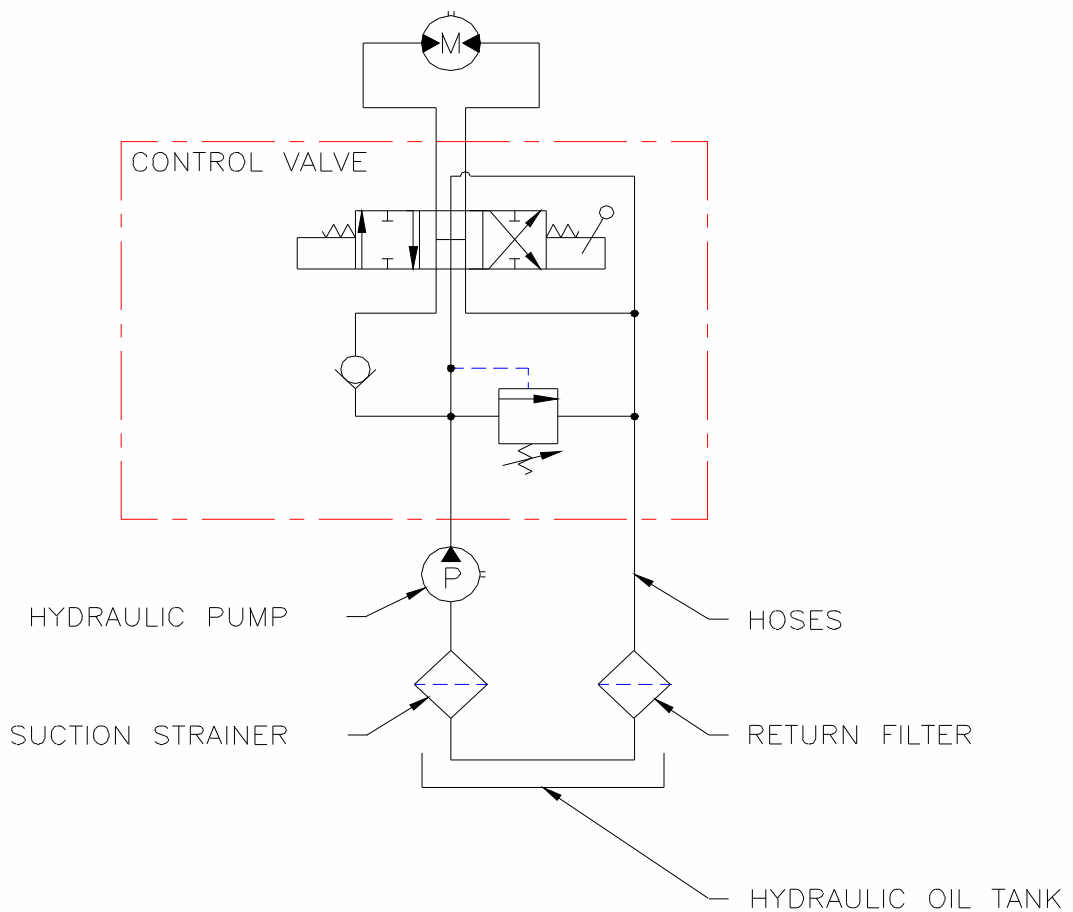 M
CONTROL VALVE
P
HYDRAULIC PUMP
HOSES
SUCTION STRAINER
RETURN FILTER
HYDRAULIC OIL TANK